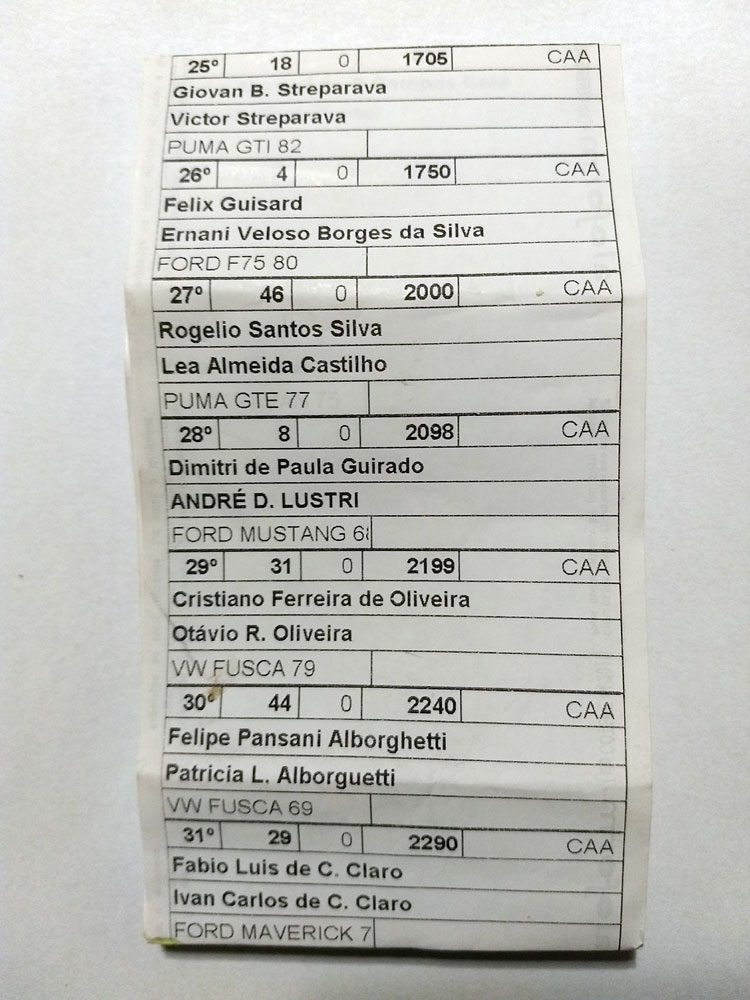 25º 18 0 1705 CAA
Giovan B. Streparava
Victor Streparava
PUMA GTI 82
26º 4 0 1750 CAA
Felix Guisard
Ernani Veloso Borges da Silva
FORD F75 80
27º 46 0 2000 CAA
Rogelio Santos Silva
Lea Almeida Castilho
PUMA GTE 77
28º 8 0 2098 CAA
Dimitri de Paula Guirado
ANDRÉ D. LUSTRI
FORD MUSTANG 6
29º 31 0 2199 CAA
Cristiano Ferreira de Oliveira
Otávio R. Oliveira
VW FUSCA 79
30º 44 0 2240 CAA
Felipe Pansani Alborghetti
Patricia L. Alborguetti
VW FUSCA 69
31º 29 0 2290 CAA
Fabio Luis de C. Claro
Ivan Carlos de C. Claro
FORD MAVERICK 7